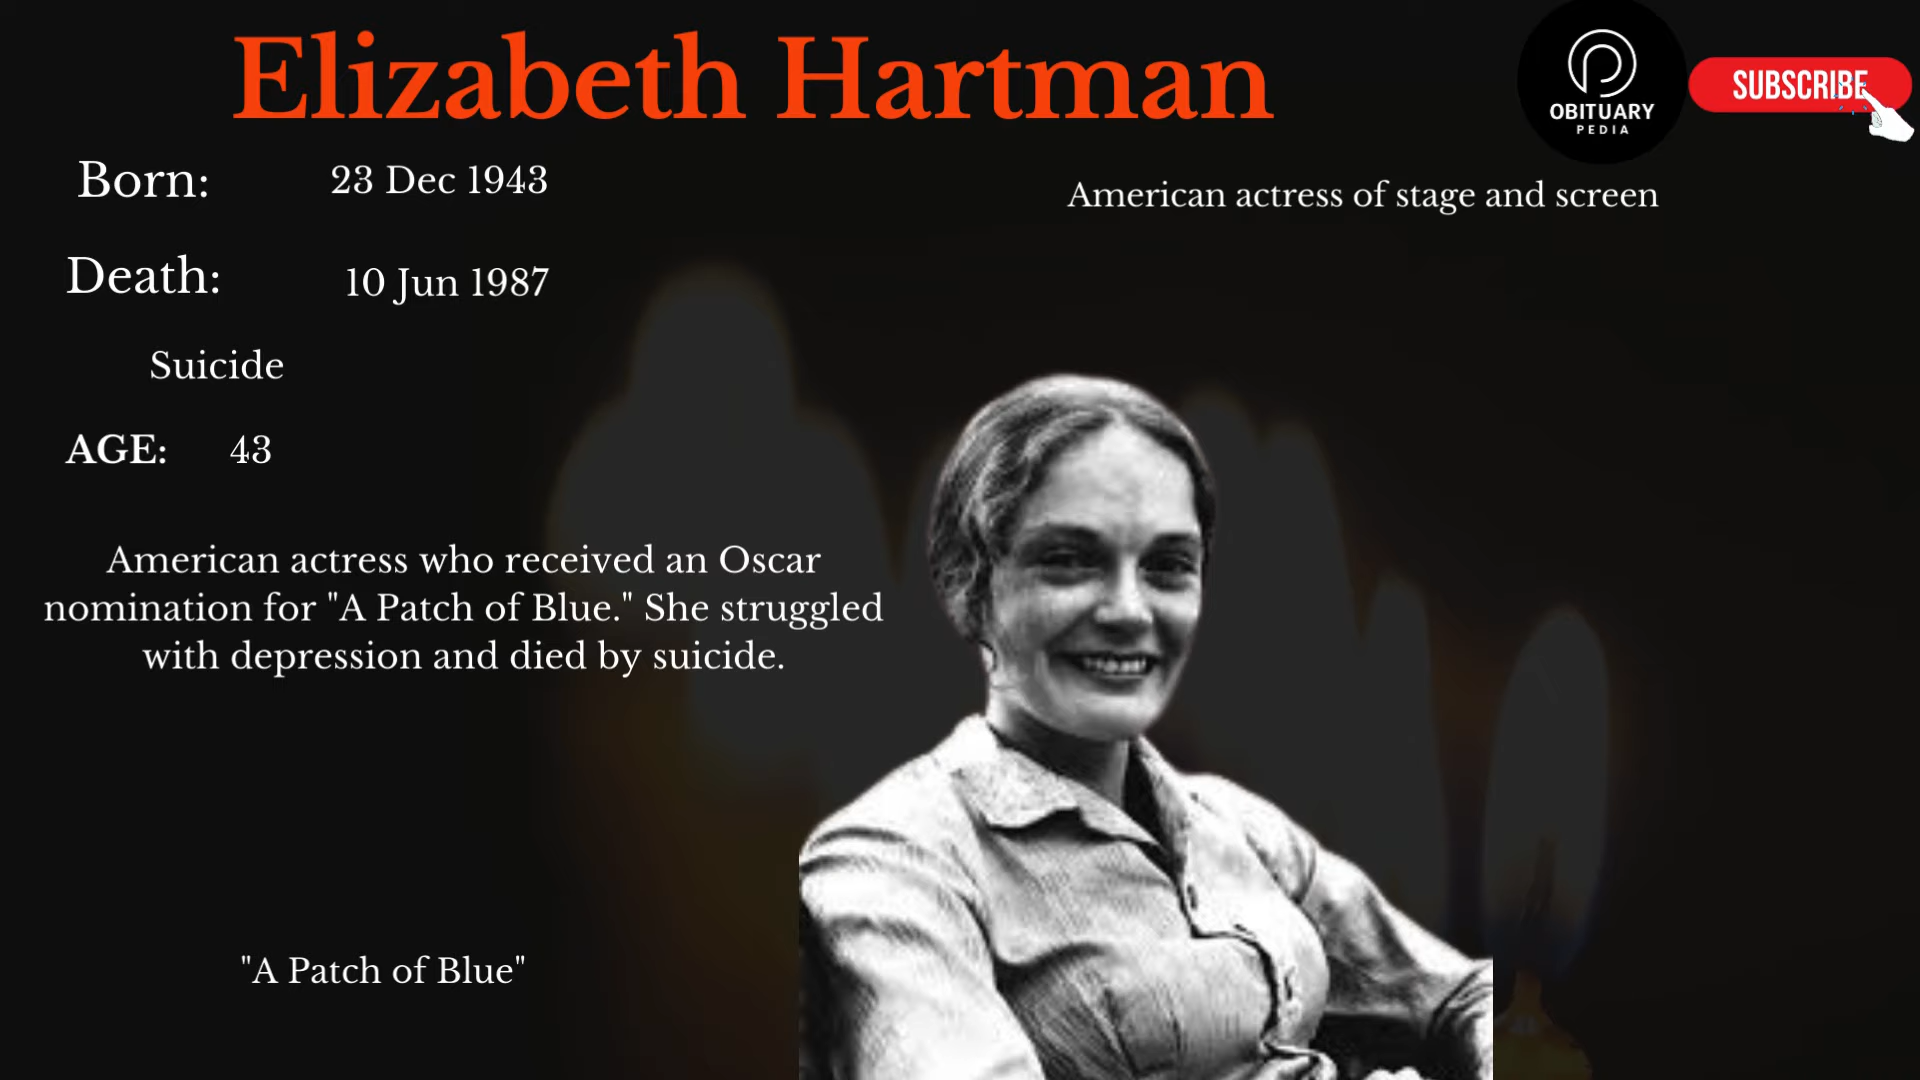 Elizabeth Hartman
OBITUARY
PEDIA
SUBSCRIBE
Born: 23 Dec 1943
American actress of stage and screen
Death: 10 Jun 1987
Suicide
AGE: 43
American actress who received an Oscar
nomination for "A Patch of Blue." She struggled
with depression and died by suicide.
"A Patch of Blue"